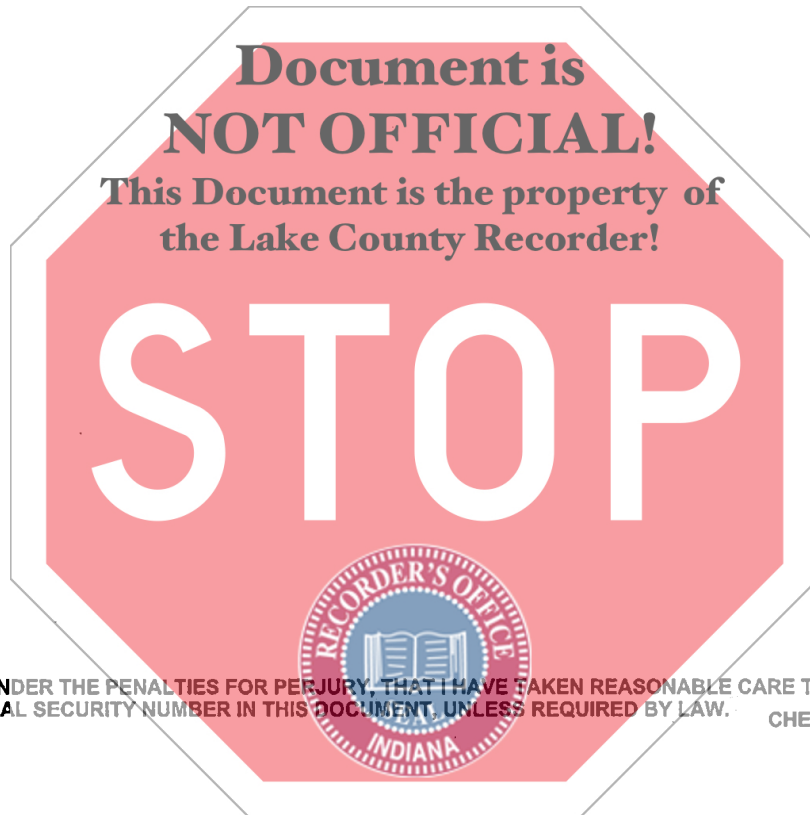 Document is
NOT OFFICIAL!
This Document is the property of
the Lake County Recorder!
STOP
RECORDER'S OFFICE
NDER THE PENALTIES FOR PERJURY, THAT I HAVE TAKEN REASONABLE CARE T
AL SECURITY NUMBER IN THIS DOCUMENT, UNLESS REQUIRED BY LAW.
CHE
INDIANA